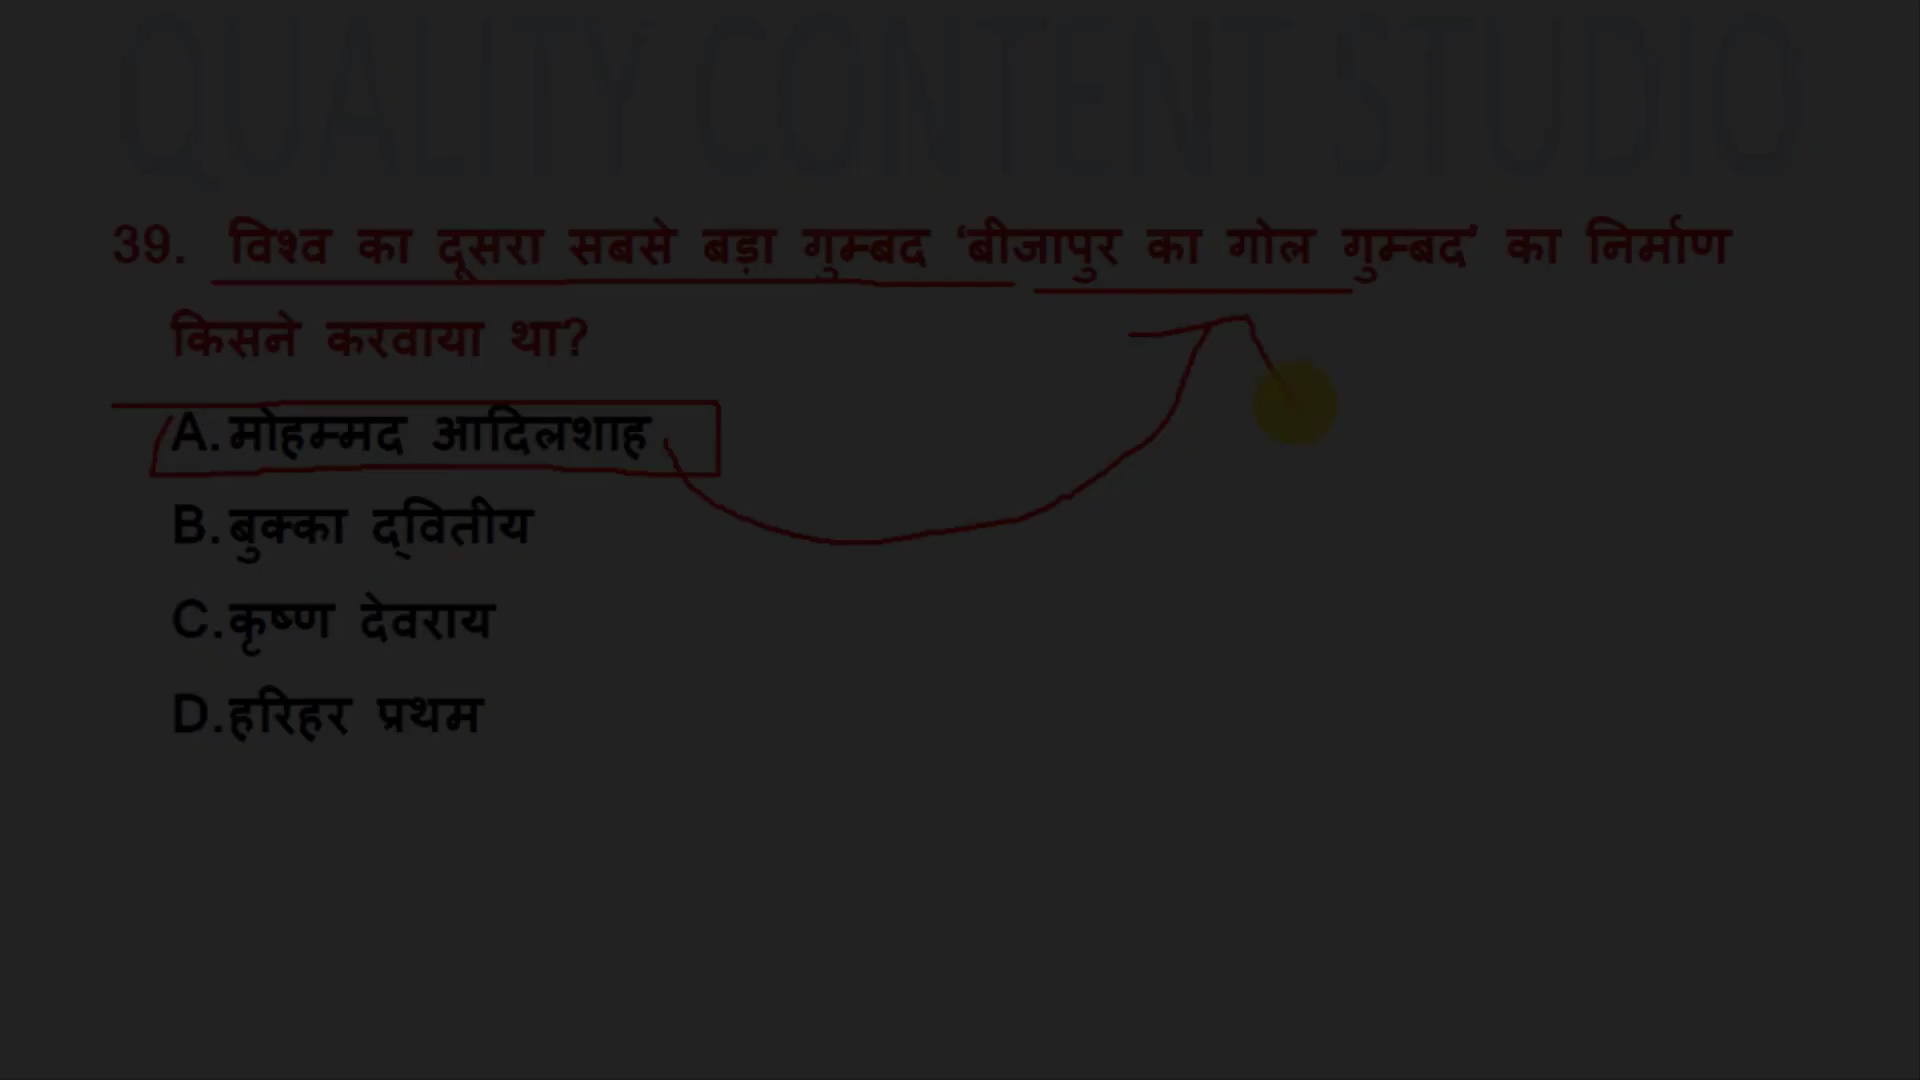 QUALITY CONTENT STUDIO
39. विश्व का दूसरा सबसे बड़ा गुम्बद ‘बीजापुर का गोल गुम्बद’ का निर्माण
किसने करवाया था?
A. मोहम्मद आदिलशाह
B. बुक्का द्वितीय
C. कृष्ण देवराय
D. हरिहर प्रथम